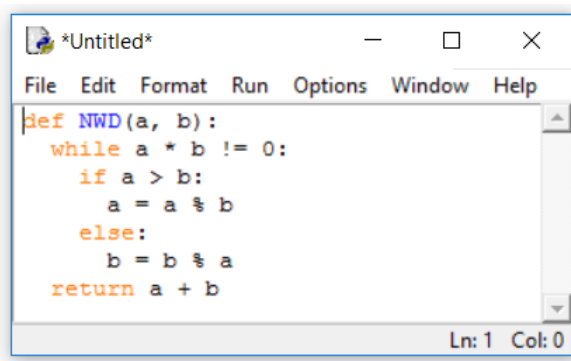 *Untitled*
File Edit Format Run Options Window Help
def NWD(a, b):
  while a * b != 0:
    if a > b:
      a = a % b
    else:
      b = b % a
  return a + b
Ln: 1 Col: 0